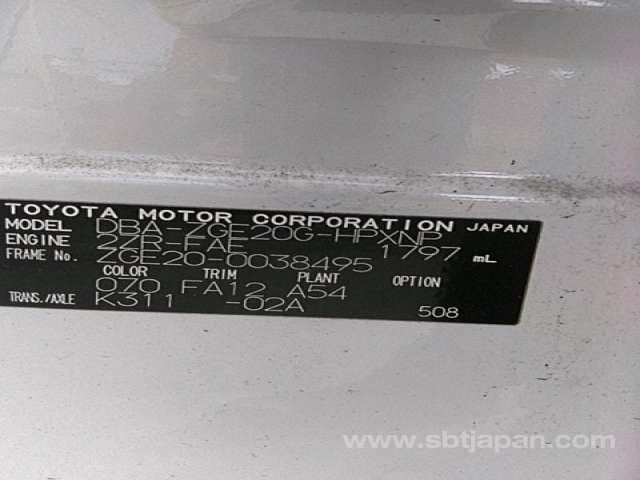 TOYOTA MOTOR CORPORATION JAPAN
MODEL DBA-ZGE20G-HPXNP
ENGINE 2ZR-FAE 1797 mL
FRAME No. ZGE20-0038495
COLOR TRIM PLANT OPTION
070 FA12 A54
TRANS./AXLE K311 -02A
508
www.sbtjapan.com